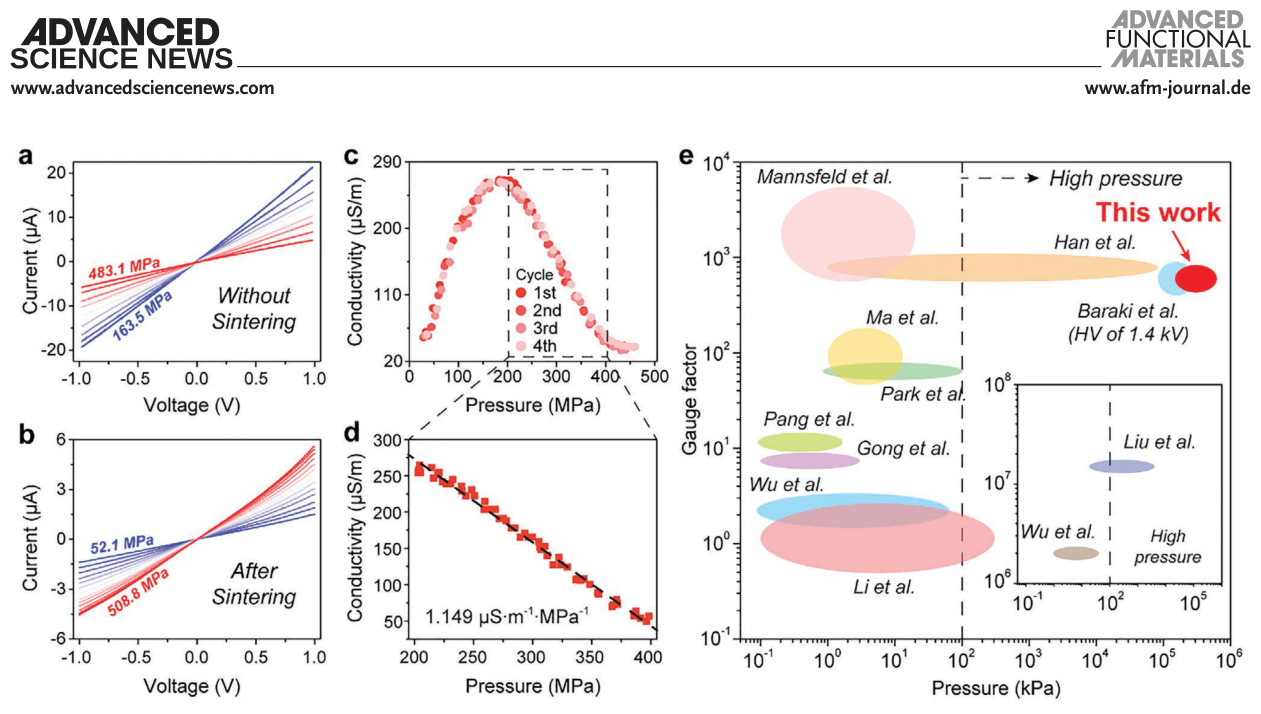 ADVANCED
SCIENCE NEWS
www.advancedsciencenews.com
ADVANCED
FUNCTIONAL
MATERIALS
www.afm-journal.de
a
20
10
0
-10
-20
Current (µA)
483.1 MPa
163.5 MPa
Without
Sintering
-1.0 -0.5 0.0 0.5 1.0
Voltage (V)
b
6
3
0
-3
-6
Current (µA)
52.1 MPa
508.8 MPa
After
Sintering
-1.0 -0.5 0.0 0.5 1.0
Voltage (V)
c
290
200
110
20
Conductivity (µS/m)
Cycle
1st
2nd
3rd
4th
0 100 200 300 400 500
Pressure (MPa)
d
300
250
200
150
100
50
Conductivity (µS/m)
1.149 µS·m⁻¹·MPa⁻¹
200 250 300 350 400
Pressure (MPa)
e
10⁴
10³
10²
10¹
10⁰
10⁻¹
Gauge factor
Mannsfeld et al.
High pressure
This work
Han et al.
Baraki et al.
(HV of 1.4 kV)
Ma et al.
Park et al.
Pang et al.
Gong et al.
Wu et al.
Li et al.
10⁸
10⁷
10⁶
Liu et al.
Wu et al.
High
pressure
10⁻¹ 10² 10⁵
10⁻¹ 10⁰ 10¹ 10² 10³ 10⁴ 10⁵ 10⁶
Pressure (kPa)